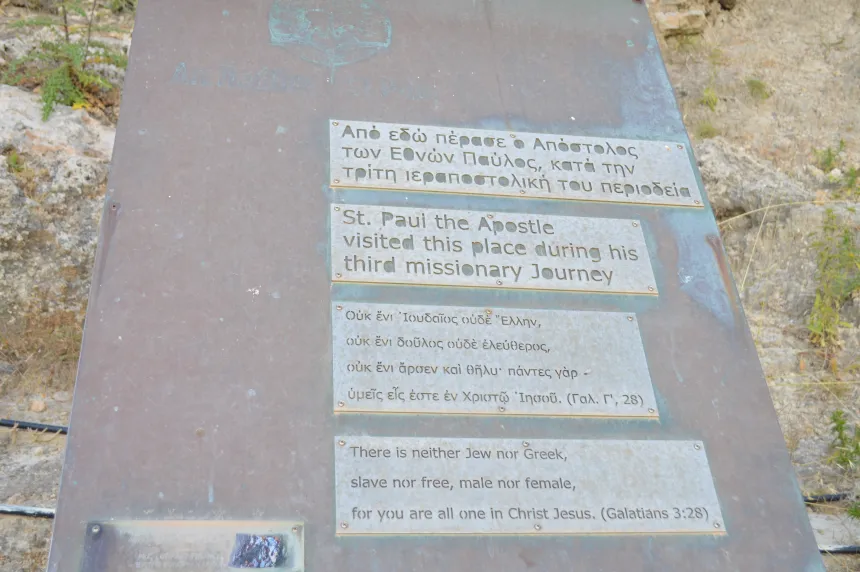 Από εδώ πέρασε ο Απόστολος
των Εθνών Παύλος, κατά την
τρίτη ιεραποστολική του περιοδεία
St. Paul the Apostle
visited this place during his
third missionary Journey
Οὐκ ἔνι Ἰουδαῖος οὐδὲ Ἕλλην,
οὐκ ἔνι δοῦλος οὐδὲ ἐλεύθερος,
οὐκ ἔνι ἄρσεν καὶ θῆλυ· πάντες γὰρ -
ὑμεῖς εἷς ἐστε ἐν Χριστῷ Ἰησοῦ. (Γαλ. Γ', 28)
There is neither Jew nor Greek,
slave nor free, male nor female,
for you are all one in Christ Jesus. (Galatians 3:28)